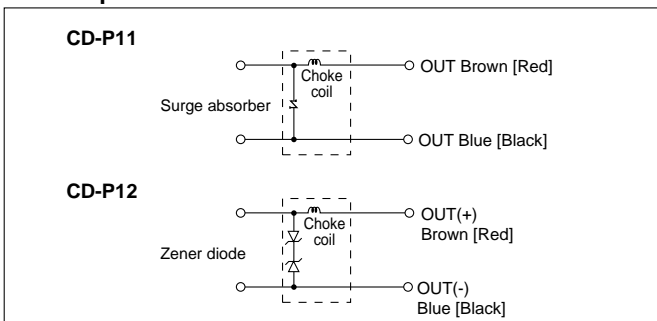 CD-P11
Choke
coil
OUT Brown [Red]
Surge absorber
OUT Blue [Black]
CD-P12
Choke
coil
OUT(+)
Brown [Red]
Zener diode
OUT(-)
Blue [Black]